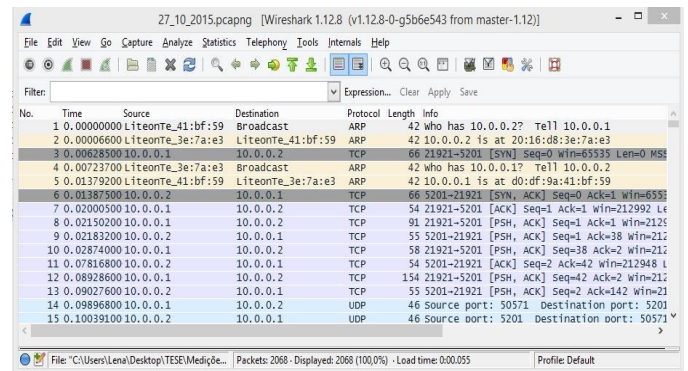 27_10_2015.pcapng [Wireshark 1.12.8 (v1.12.8-0-g5b6e543 from master-1.12)]
File Edit View Go Capture Analyze Statistics Telephony Tools Internals Help
Filter: Expression... Clear Apply Save
No. Time Source Destination Protocol Length Info
1 0.00000000 LiteonTe_41:bf:59 Broadcast ARP 42 Who has 10.0.0.2? Tell 10.0.0.1
2 0.00006600 LiteonTe_3e:7a:e3 LiteonTe_41:bf:59 ARP 42 10.0.0.2 is at 20:16:d8:3e:7a:e3
3 0.00628500 10.0.0.1 10.0.0.2 TCP 66 21921→5201 [SYN] Seq=0 Win=65535 Len=0 MSS
4 0.00723700 LiteonTe_3e:7a:e3 Broadcast ARP 42 Who has 10.0.0.1? Tell 10.0.0.2
5 0.01379200 LiteonTe_41:bf:59 LiteonTe_3e:7a:e3 ARP 42 10.0.0.1 is at d0:df:9a:41:bf:59
6 0.01387500 10.0.0.2 10.0.0.1 TCP 66 5201→21921 [SYN, ACK] Seq=0 Ack=1 Win=6553
7 0.02000500 10.0.0.1 10.0.0.2 TCP 54 21921→5201 [ACK] Seq=1 Ack=1 Win=212992 Le
8 0.02150200 10.0.0.1 10.0.0.2 TCP 91 21921→5201 [PSH, ACK] Seq=1 Ack=1 Win=2129
9 0.02183200 10.0.0.2 10.0.0.1 TCP 55 5201→21921 [PSH, ACK] Seq=1 Ack=38 Win=212
10 0.02874000 10.0.0.1 10.0.0.2 TCP 58 21921→5201 [PSH, ACK] Seq=38 Ack=2 Win=212
11 0.07816800 10.0.0.2 10.0.0.1 TCP 54 5201→21921 [ACK] Seq=2 Ack=42 Win=212948 L
12 0.08928600 10.0.0.1 10.0.0.2 TCP 154 21921→5201 [PSH, ACK] Seq=42 Ack=2 Win=212
13 0.09027600 10.0.0.2 10.0.0.1 TCP 55 5201→21921 [PSH, ACK] Seq=2 Ack=142 Win=21
14 0.09896800 10.0.0.1 10.0.0.2 UDP 46 Source port: 50571 Destination port: 5201
15 0.10039100 10.0.0.2 10.0.0.1 UDP 46 Source port: 5201 Destination port: 50571
File: "C:\Users\Lena\Desktop\TESE\Mediçõe... Packets: 2068 · Displayed: 2068 (100,0%) · Load time: 0:00.055 Profile: Default